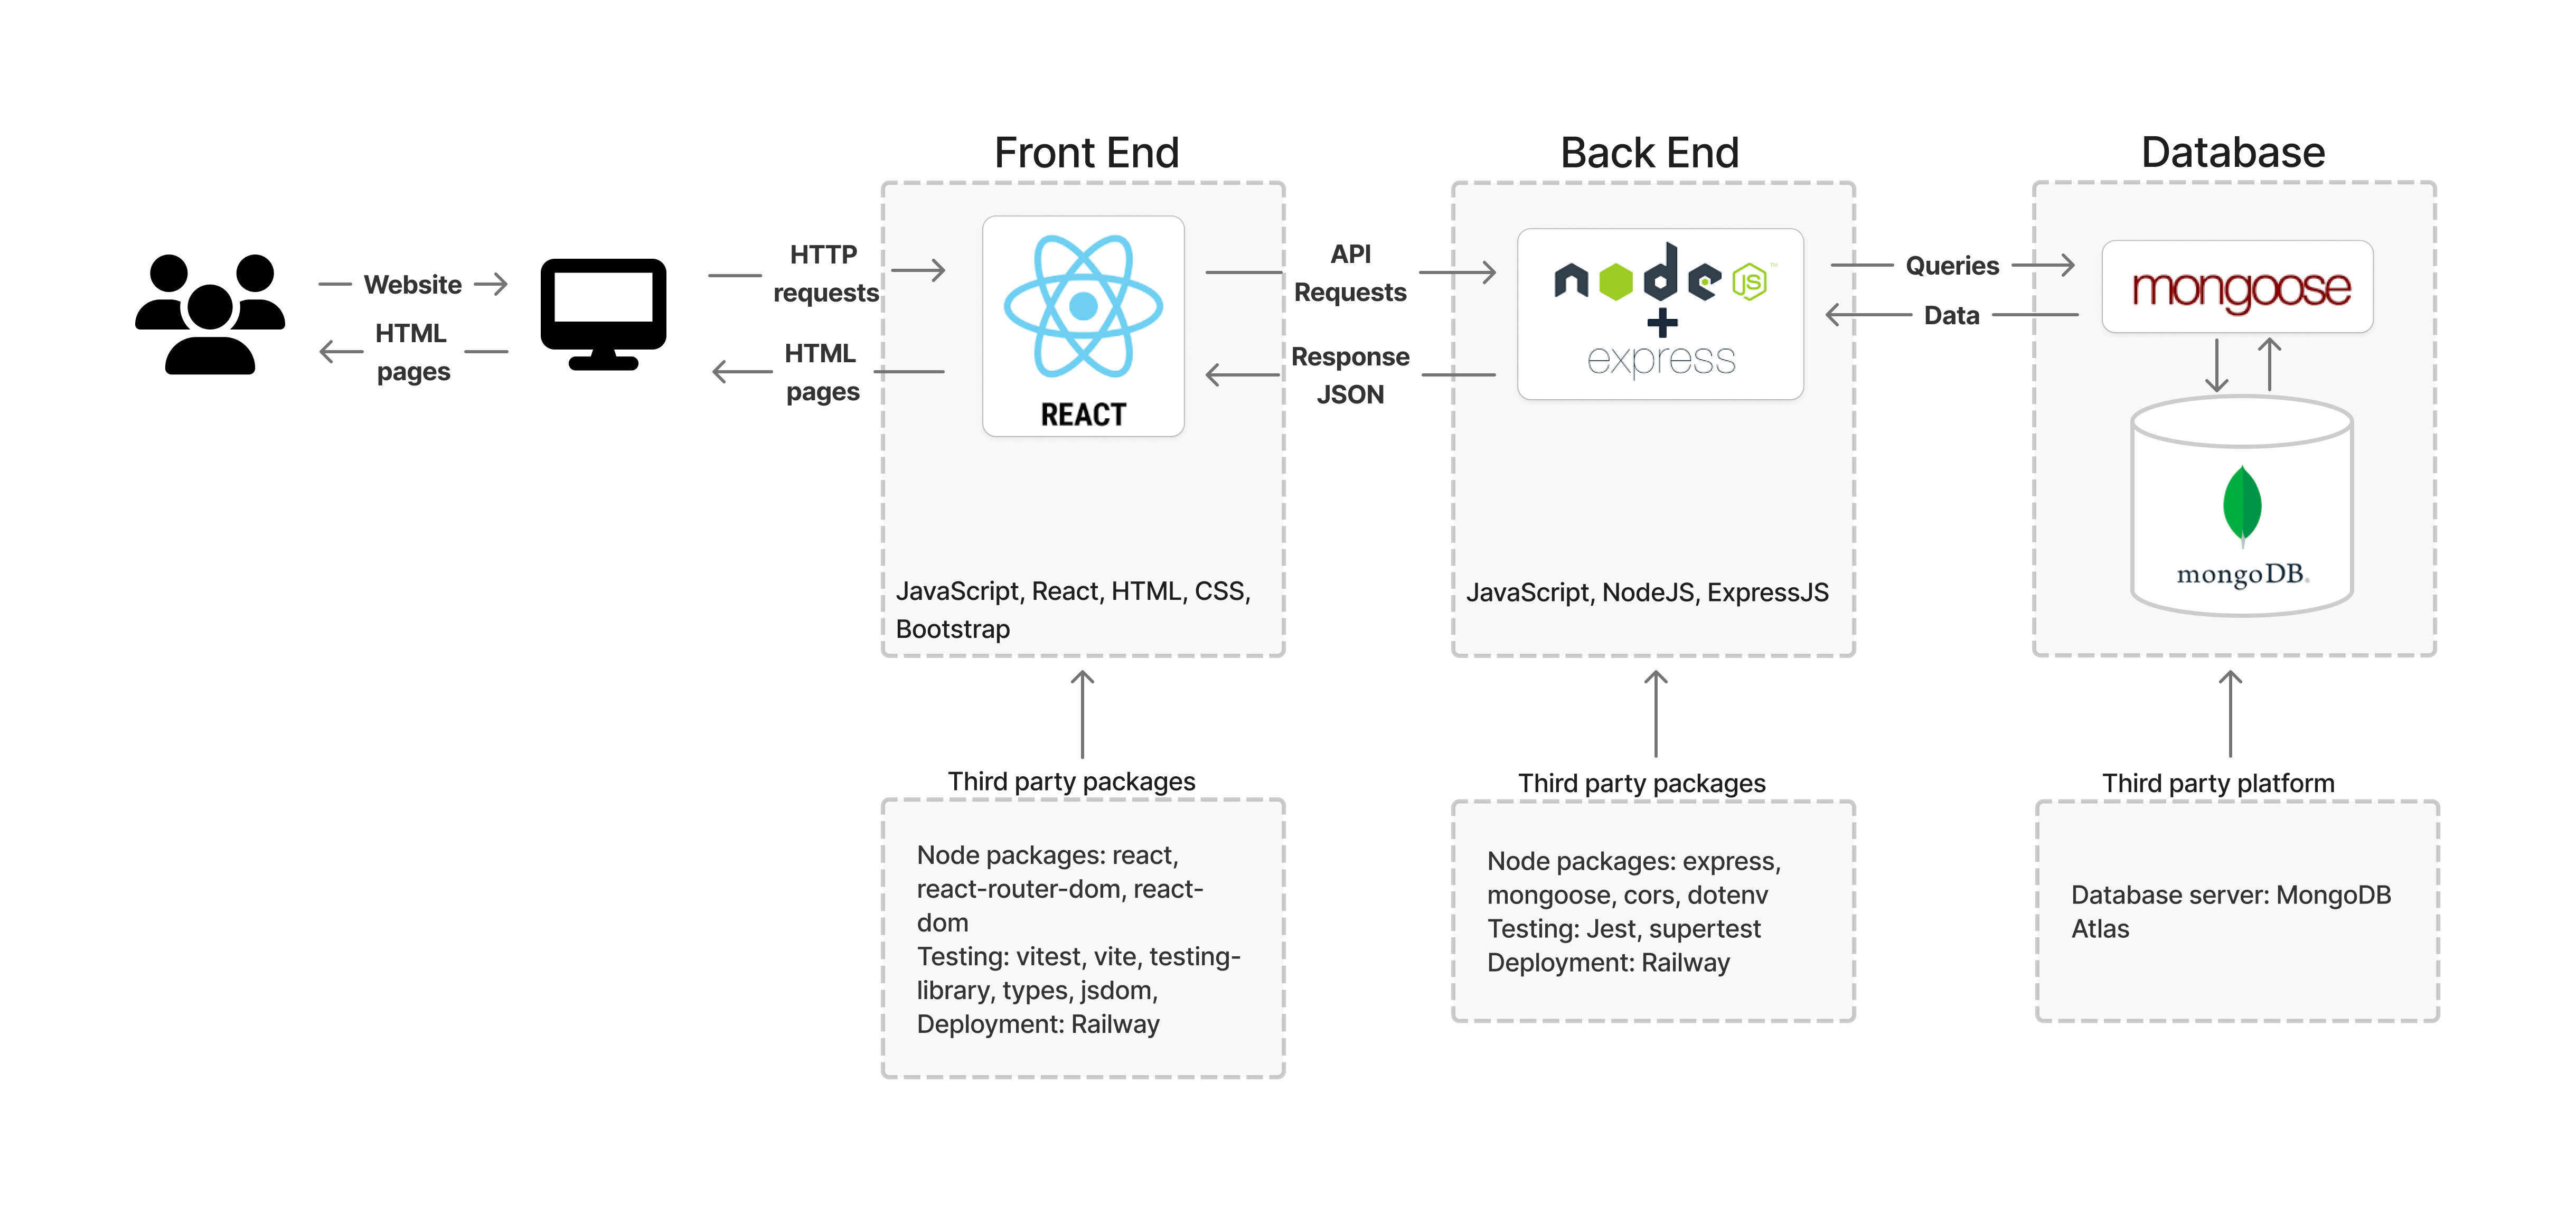 Front End
Back End
Database
Website
HTML
pages
HTTP
requests
HTML
pages
REACT
JavaScript, React, HTML, CSS,
Bootstrap
API
Requests
Response
JSON
node JS™
+
express
JavaScript, NodeJS, ExpressJS
Queries
Data
mongoose
mongoDB®
Third party packages
Node packages: react,
react-router-dom, react-
dom
Testing: vitest, vite, testing-
library, types, jsdom,
Deployment: Railway
Third party packages
Node packages: express,
mongoose, cors, dotenv
Testing: Jest, supertest
Deployment: Railway
Third party platform
Database server: MongoDB
Atlas